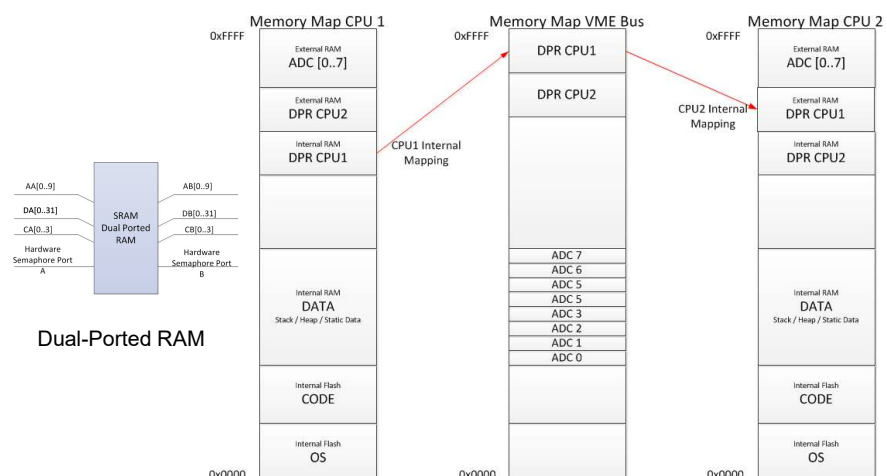 Memory Map CPU 1
0xFFFF
External RAM
ADC [0..7]
External RAM
DPR CPU2
Internal RAM
DPR CPU1
Internal RAM
DATA
Stack / Heap / Static Data
Internal Flash
CODE
Internal Flash
OS
0x0000
CPU1 Internal
Mapping
Memory Map VME Bus
0xFFFF
DPR CPU1
DPR CPU2
ADC 7
ADC 6
ADC 5
ADC 5
ADC 3
ADC 2
ADC 1
ADC 0
0x0000
CPU2 Internal
Mapping
Memory Map CPU 2
0xFFFF
External RAM
ADC [0..7]
External RAM
DPR CPU1
Internal RAM
DPR CPU2
Internal RAM
DATA
Stack / Heap / Static Data
Internal Flash
CODE
Internal Flash
OS
0x0000
AA[0..9]
DA[0..31]
CA[0..3]
Hardware
Semaphore Port
A
SRAM
Dual Ported
RAM
AB[0..9]
DB[0..31]
CB[0..3]
Hardware
Semaphore Port
B
Dual-Ported RAM